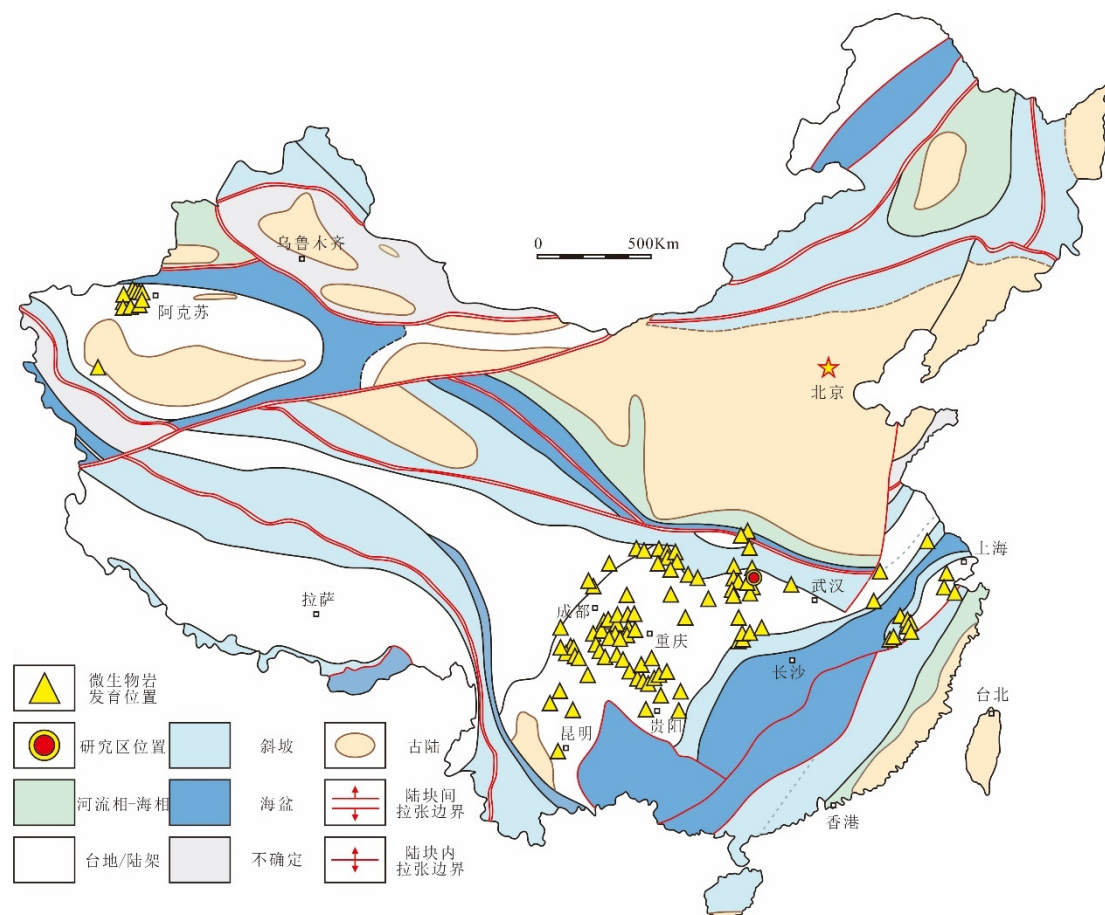 乌鲁木齐
0 500Km
阿克苏
北京
上海
武汉
成都
拉萨
重庆
长沙
台北
贵阳
昆明
香港
微生物岩
发育位置
研究区位置
斜坡
古陆
河流相-海相
海盆
陆块间
拉张边界
台地/陆架
不确定
陆块内
拉张边界